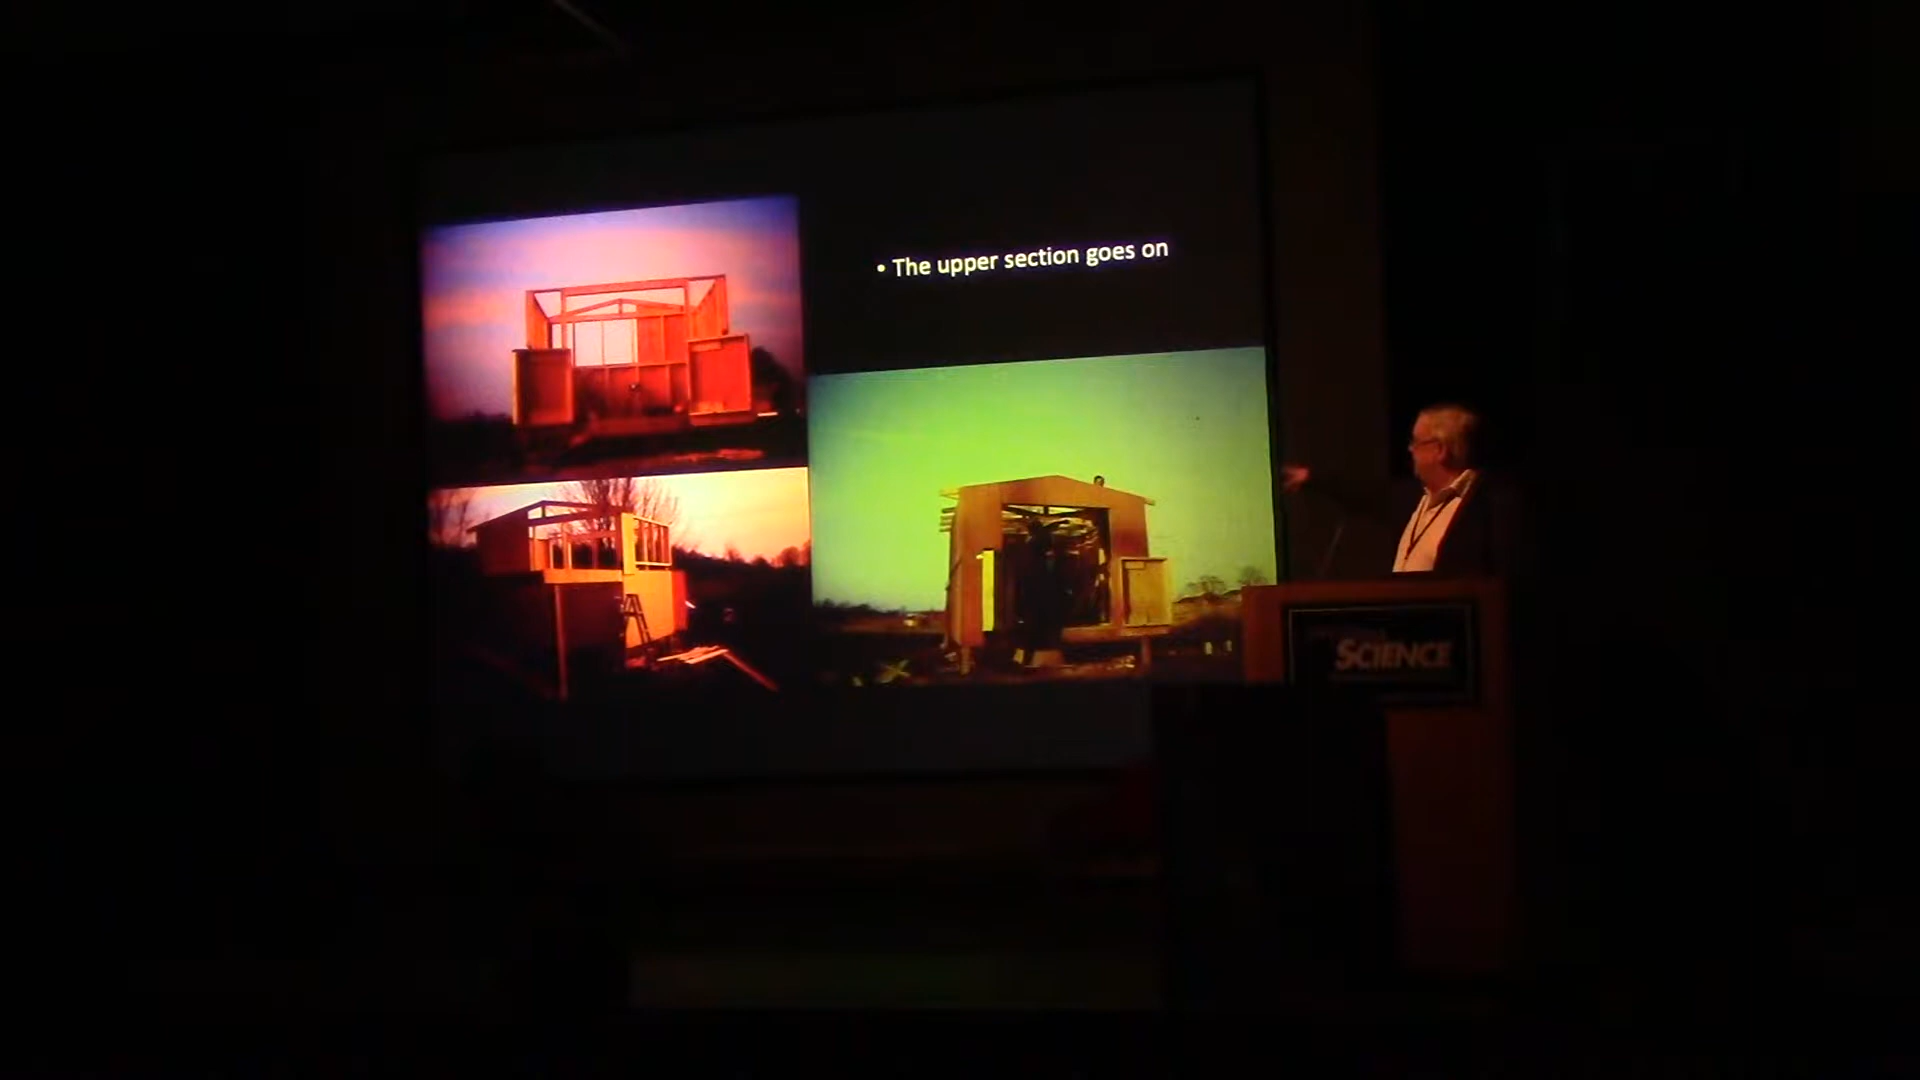 • The upper section goes on
SCIENCE